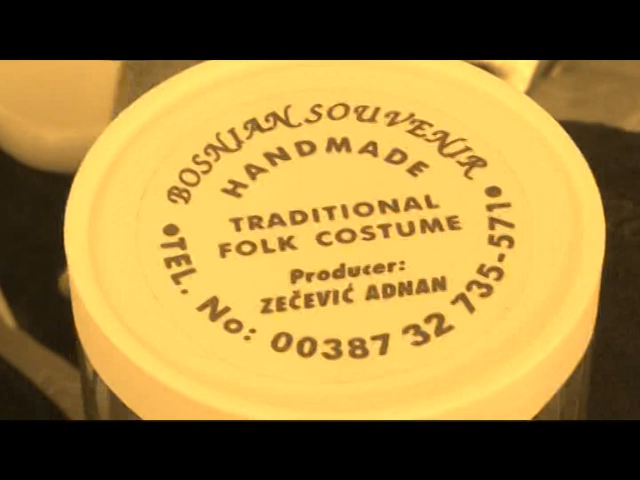 BOSNIAN SOUVENIR
HANDMADE
TRADITIONAL
FOLK COSTUME
Producer:
ZEČEVIĆ ADNAN
•TEL. No: 00387 32 735-571•